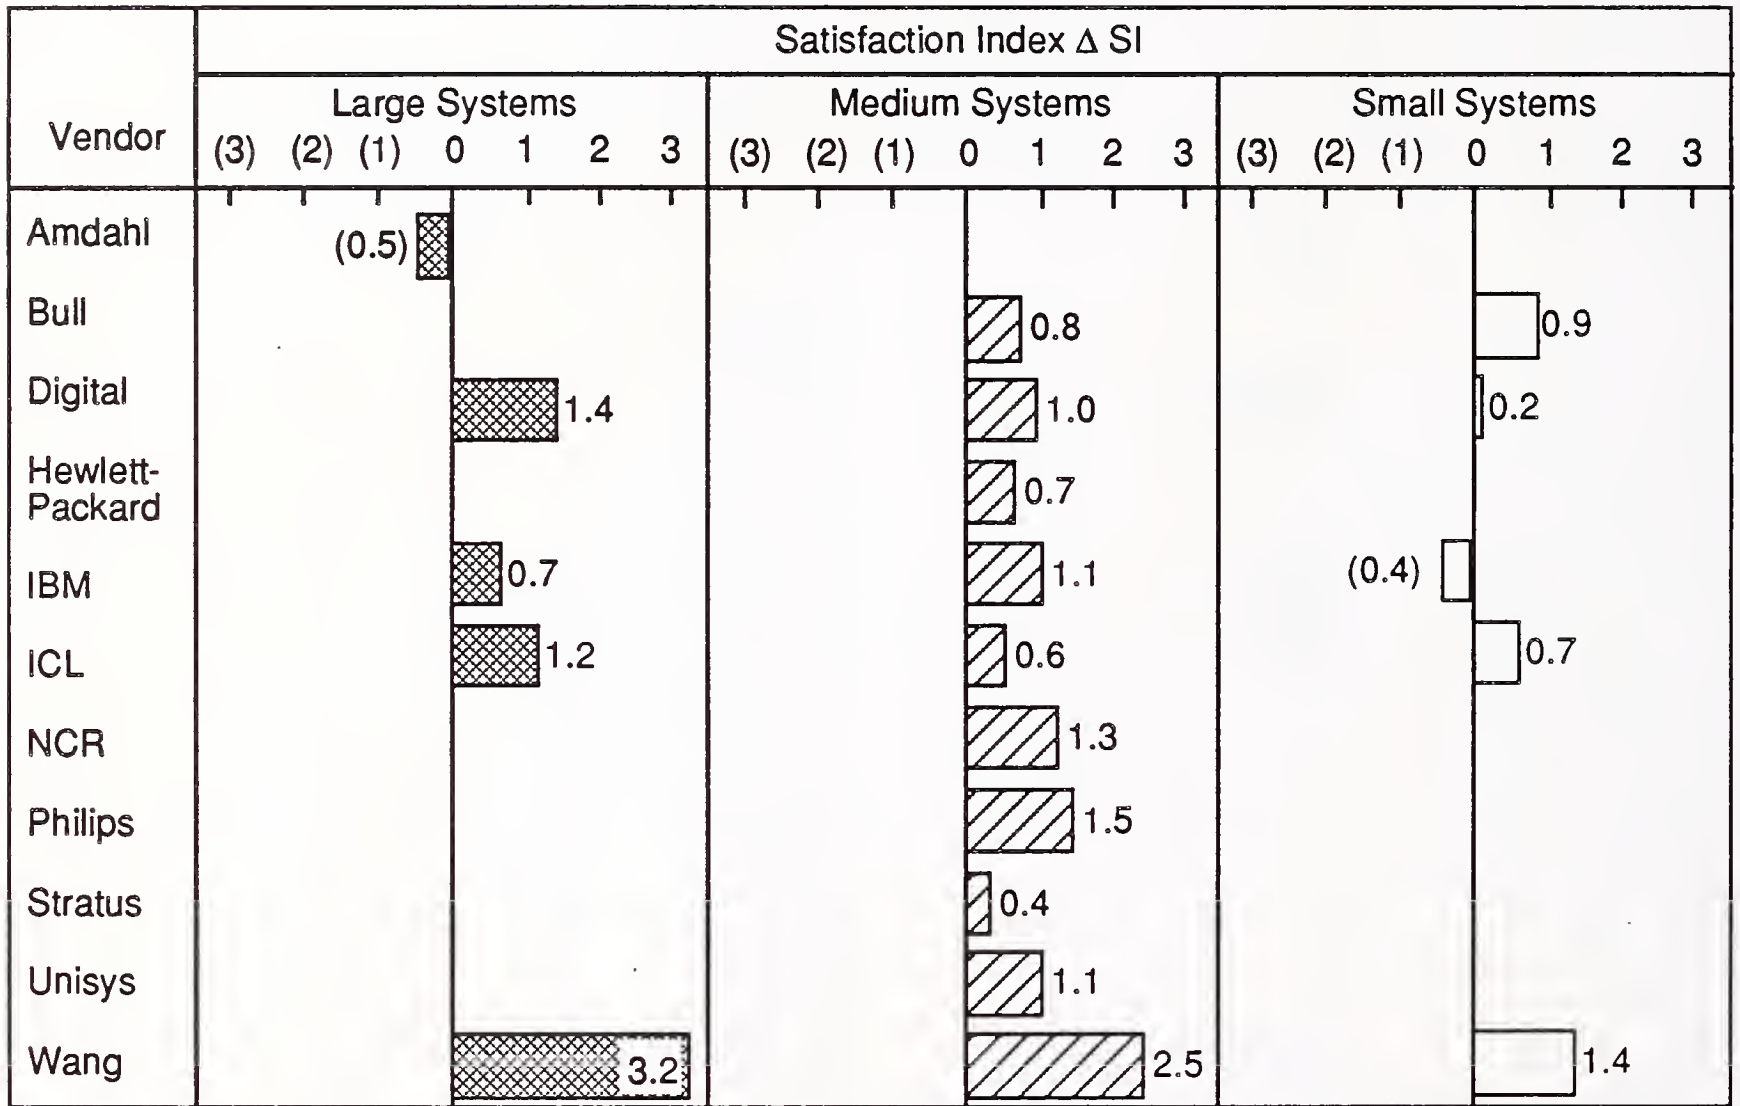 Satisfaction Index Δ SI
Vendor
Large Systems
(3) (2) (1) 0 1 2 3
Medium Systems
(3) (2) (1) 0 1 2 3
Small Systems
(3) (2) (1) 0 1 2 3
Amdahl (0.5)
Bull 0.8 0.9
Digital 1.4 1.0 0.2
Hewlett-
Packard 0.7
IBM 0.7 1.1 (0.4)
ICL 1.2 0.6 0.7
NCR 1.3
Philips 1.5
Stratus 0.4
Unisys 1.1
Wang 3.2 2.5 1.4